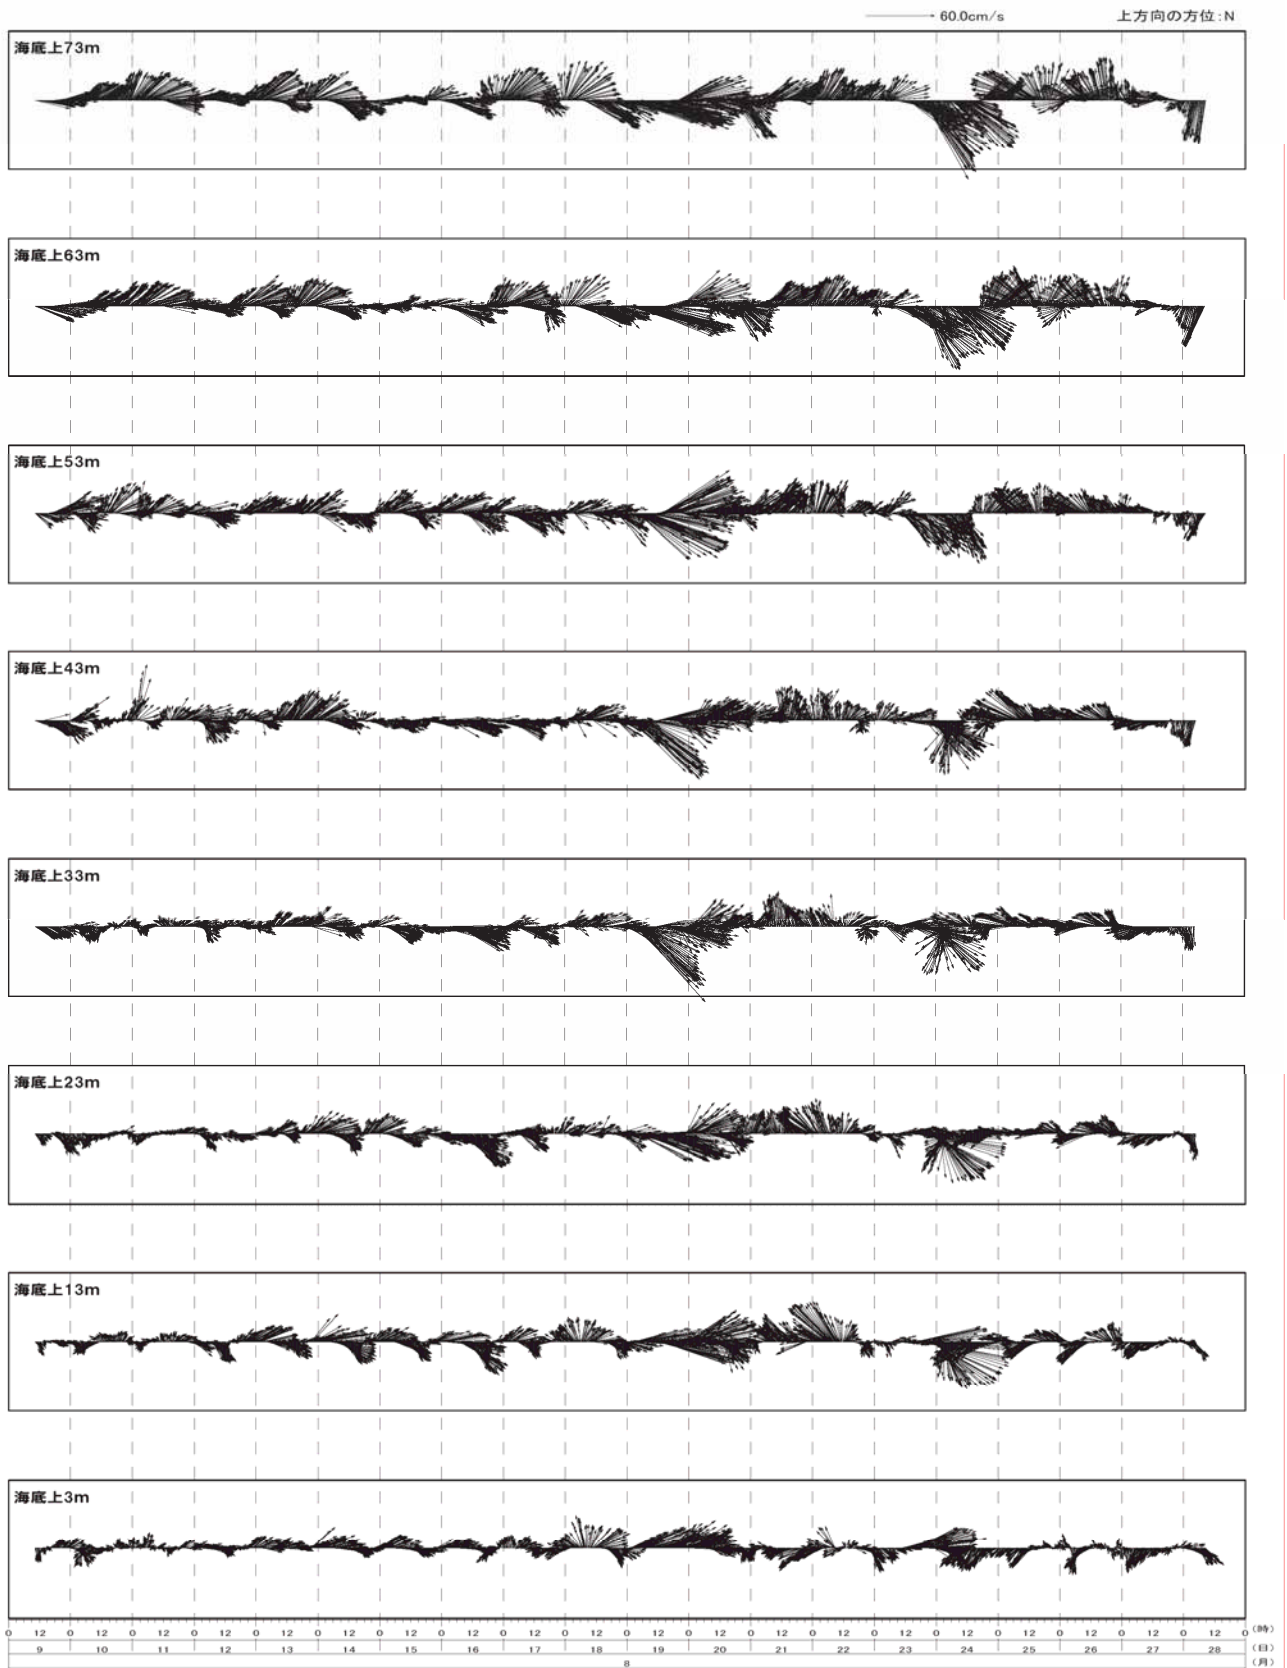 60.0cm/s 上方向の方位:N
海底上73m
海底上63m
海底上53m
海底上43m
海底上33m
海底上23m
海底上13m
海底上3m
0 12 0 12 0 12 0 12 0 12 0 12 0 12 0 12 0 12 0 12 0 12 0 12 0 12 0 12 0 12 0 12 0 12 0 12 0 12 0 12 0 (時)
9 10 11 12 13 14 15 16 17 18 19 20 21 22 23 24 25 26 27 28 (日)
8 (月)